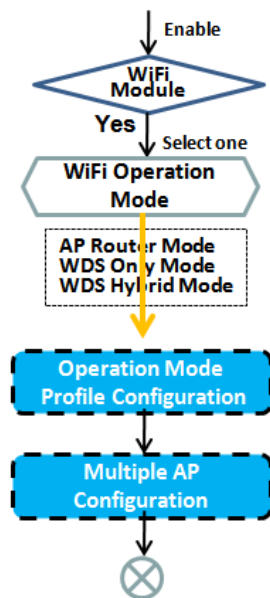 Enable
WiFi
Module
Yes
Select one
WiFi Operation
Mode
AP Router Mode
WDS Only Mode
WDS Hybrid Mode
Operation Mode
Profile Configuration
Multiple AP
Configuration